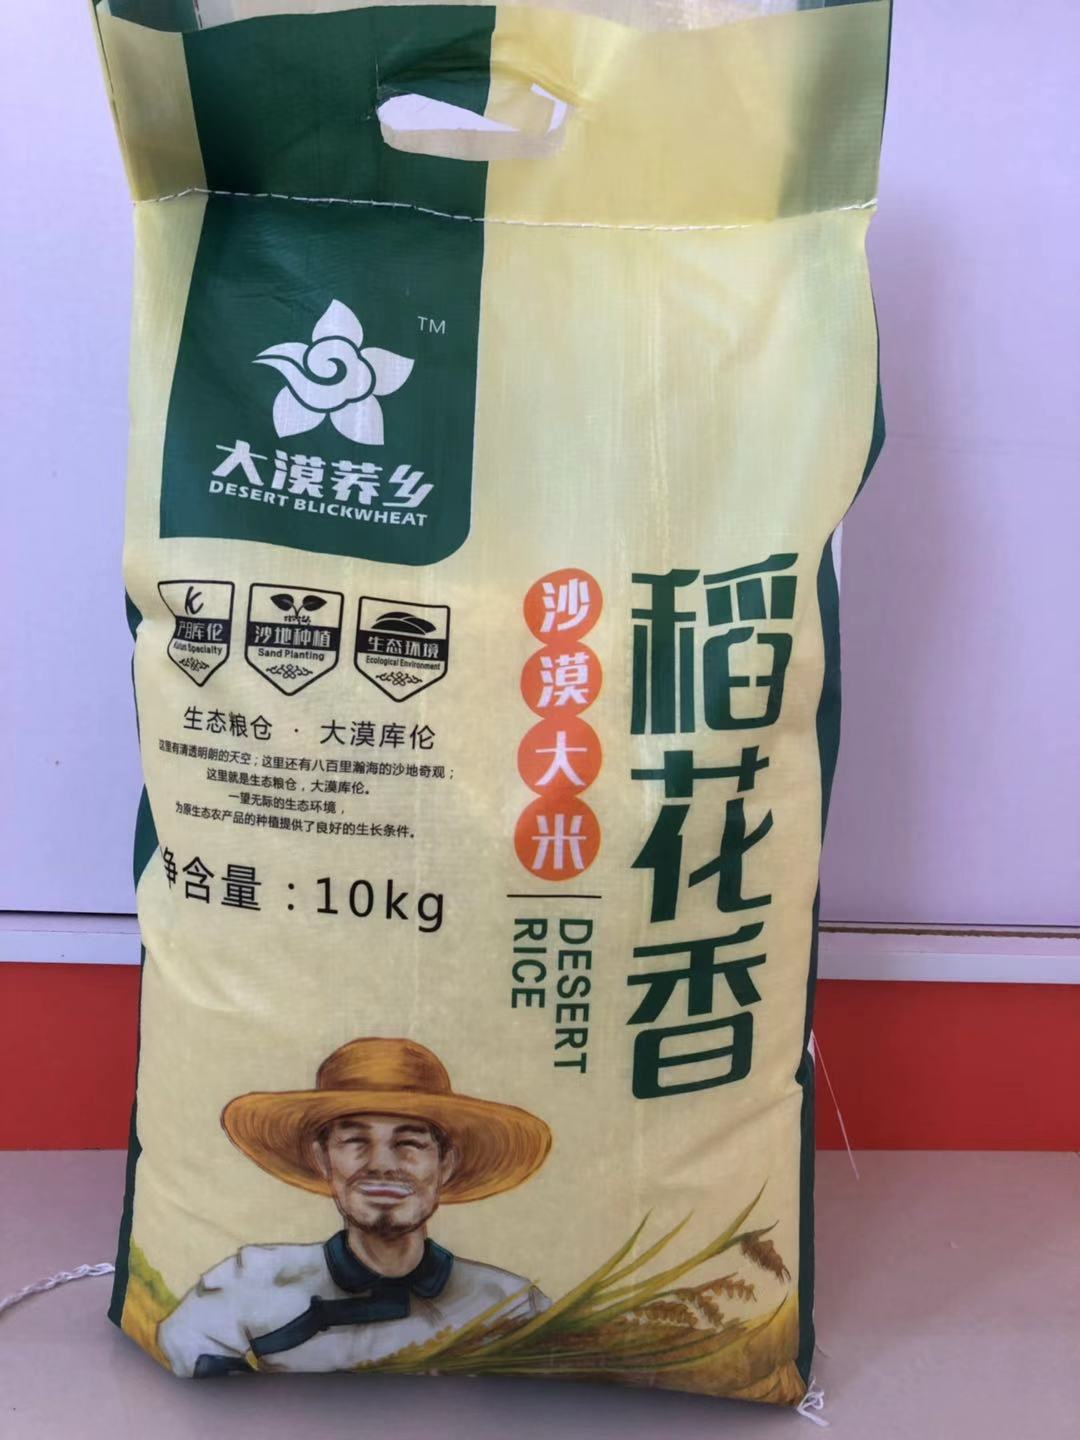 TM
大漠荞乡
DESERT BLICKWHEAT
产自库伦
Kulun Specialty
沙地种植
Sand Planting
生态环境
Ecological Environment
生态粮仓 · 大漠库伦
这里有清透明朗的天空；这里还有八百里瀚海的沙地奇观；
这里就是生态粮仓，大漠库伦。
一望无际的生态环境，
为原生态农产品的种植提供了良好的生长条件。
净含量：10kg
沙漠大米
DESERT
RICE
稻花香